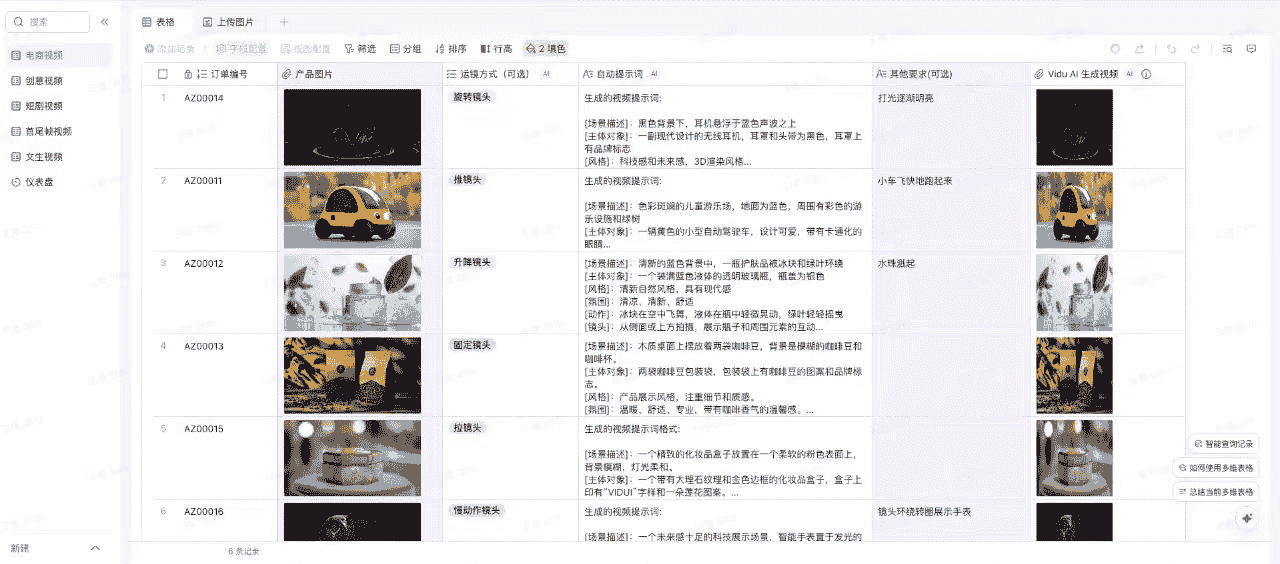 搜索
表格
上传图片
电商视频
创意视频
短剧视频
首尾帧视频
文生视频
仪表盘
添加记录
字段配置
视图配置
筛选
分组
排序
行高
2 填色
订单编号
产品图片
运镜方式（可选）
AI
自动提示词
AI
其他要求(可选)
Vidu AI 生成视频
AI
1
AZ00014
旋转镜头
生成的视频提示词:
[场景描述]：黑色背景下，耳机悬浮于蓝色声波之上
[主体对象]：一副现代设计的无线耳机，耳罩和头带为黑色，耳罩上
有品牌标志
[风格]：科技感和未来感，3D渲染风格...
打光逐渐明亮
2
AZ00011
推镜头
生成的视频提示词:
[场景描述]：色彩斑斓的儿童游乐场，地面为蓝色，周围有彩色的游
乐设施和绿树
[主体对象]：一辆黄色的小型自动驾驶车，设计可爱，带有卡通化的
眼睛...
小车飞快地跑起来
3
AZ00012
升降镜头
[场景描述]：清新的蓝色背景中，一瓶护肤品被冰块和绿叶环绕
[主体对象]：一个装满蓝色液体的透明玻璃瓶，瓶盖为银色
[风格]：清新自然风格，具有现代感
[氛围]：清凉、清新、舒适
[动作]：冰块在空中飞舞，液体在瓶中轻微晃动，绿叶轻轻摇曳
[镜头]：从侧面或上方拍摄，展示瓶子和周围元素的互动...
水珠溅起
4
AZ00013
固定镜头
[场景描述]：木质桌面上摆放着两袋咖啡豆，背景是模糊的咖啡豆和
咖啡杯。
[主体对象]：两袋咖啡豆包装袋，包装袋上有咖啡豆的图案和品牌标
志。
[风格]：产品展示风格，注重细节和质感。
[氛围]：温暖、舒适、专业，带有咖啡香气的温馨感。...
5
AZ00015
拉镜头
生成的视频提示词格式:
[场景描述]：一个精致的化妆品盒子放置在一个柔软的粉色表面上，
背景模糊，灯光柔和。
[主体对象]：一个带有大理石纹理和金色边框的化妆品盒子，盒子上
印有"VIDUI"字样和一朵莲花图案。...
6
AZ00016
慢动作镜头
生成的视频提示词:
[场景描述]：一个未来感十足的科技展示场景，智能手表置于发光的
镜头环绕转圈展示手表
智能查询记录
如何使用多维表格
总结当前多维表格
新建
6 条记录